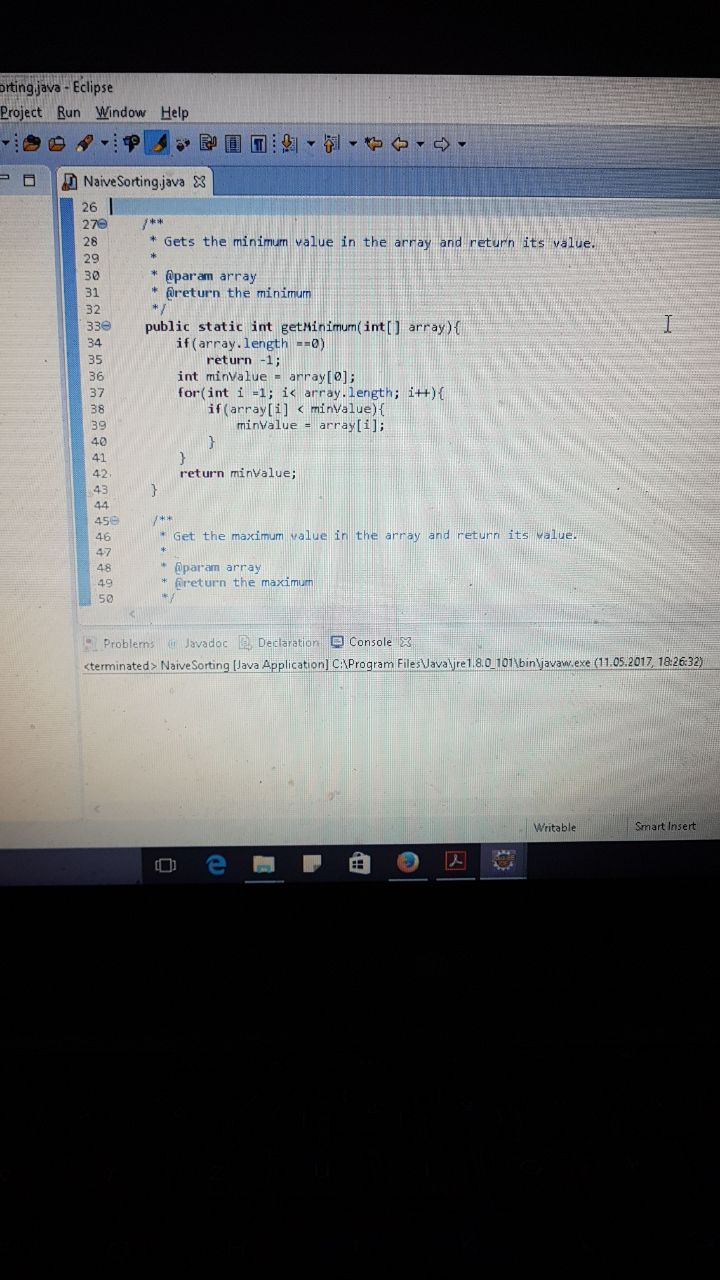 orting.java - Eclipse
Project Run Window Help
NaiveSorting.java
26
27 /**
28 * Gets the minimum value in the array and return its value.
29 *
30 * @param array
31 * @return the minimum
32 */
33 public static int getMinimum(int[] array){
34 if(array.length ==0)
35 return -1;
36 int minValue = array[0];
37 for(int i =1; i< array.length; i++){
38 if(array[i] < minValue){
39 minValue = array[i];
40 }
41 }
42 return minValue;
43 }
44
45 /**
46 * Get the maximum value in the array and return its value.
47 *
48 * @param array
49 * @return the maximum
50 */
Problems @ Javadoc Declaration Console
<terminated> NaiveSorting [Java Application] C:\Program Files\Java\jre1.8.0_101\bin\javaw.exe (11.05.2017, 18:26:32)
Writable Smart Insert